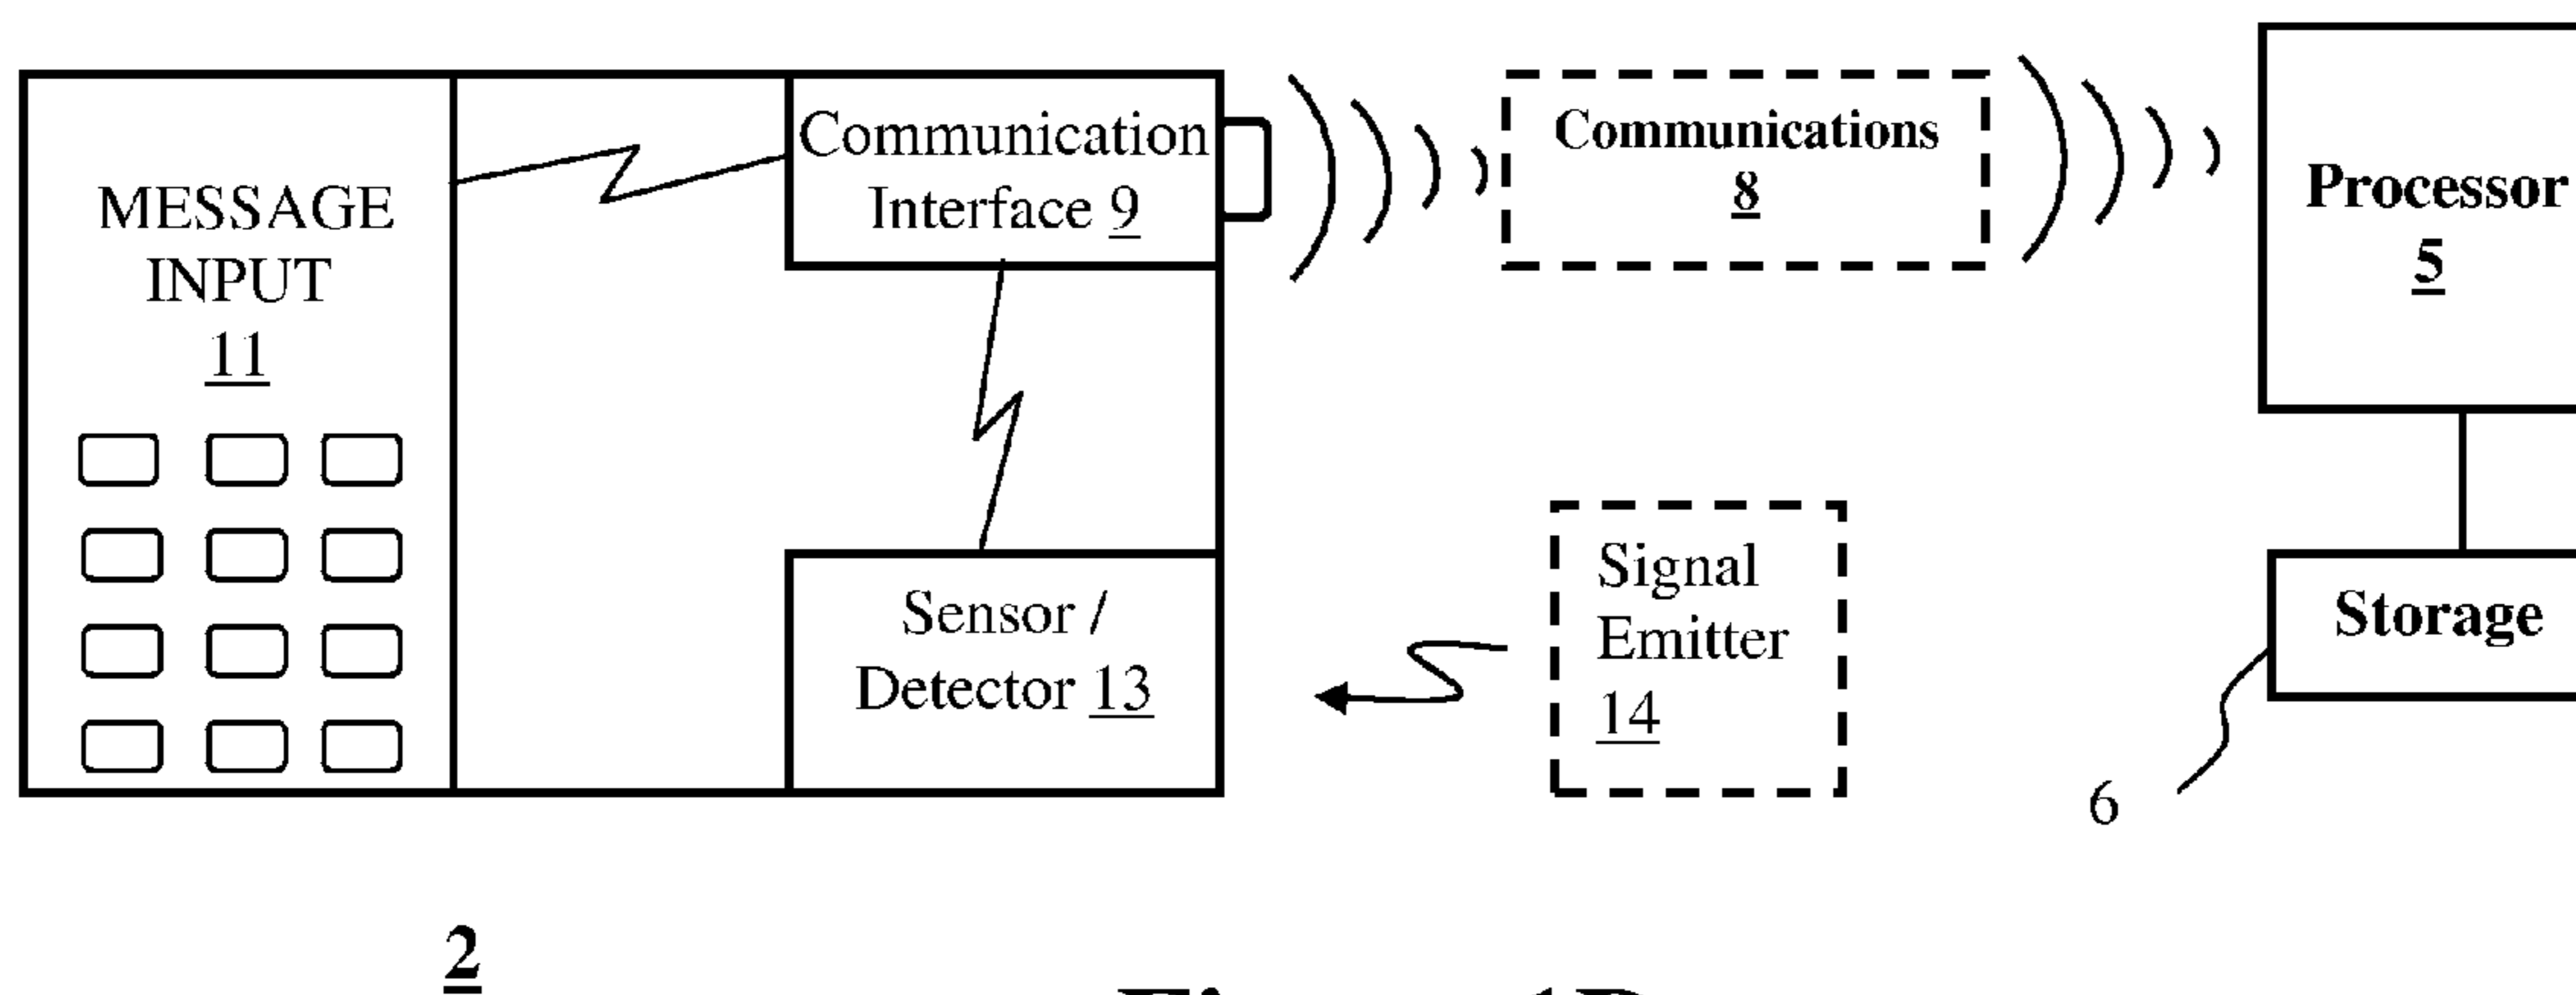 MESSAGE
INPUT
11
Communication
Interface 9
Sensor /
Detector 13
Communications
8
Signal
Emitter
14
Processor
5
Storage
6
2